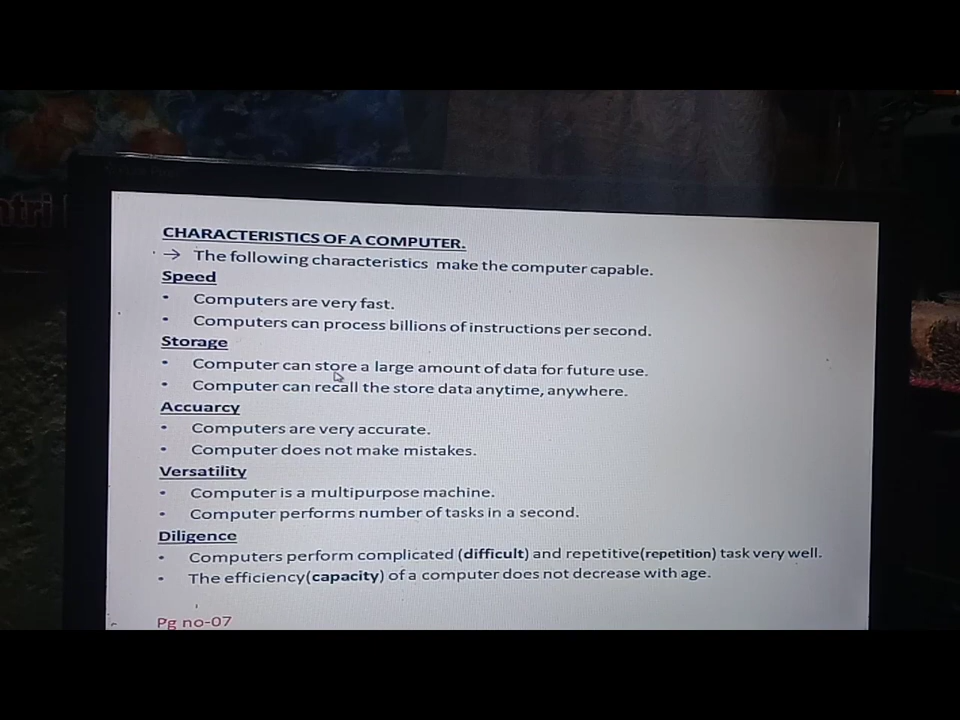 ntri
CHARACTERISTICS OF A COMPUTER.
→ The following characteristics make the computer capable.
Speed
• Computers are very fast.
• Computers can process billions of instructions per second.
Storage
• Computer can store a large amount of data for future use.
• Computer can recall the store data anytime, anywhere.
Accuarcy
• Computers are very accurate.
• Computer does not make mistakes.
Versatility
• Computer is a multipurpose machine.
• Computer performs number of tasks in a second.
Diligence
• Computers perform complicated (difficult) and repetitive(repetition) task very well.
• The efficiency(capacity) of a computer does not decrease with age.
Pg no-07